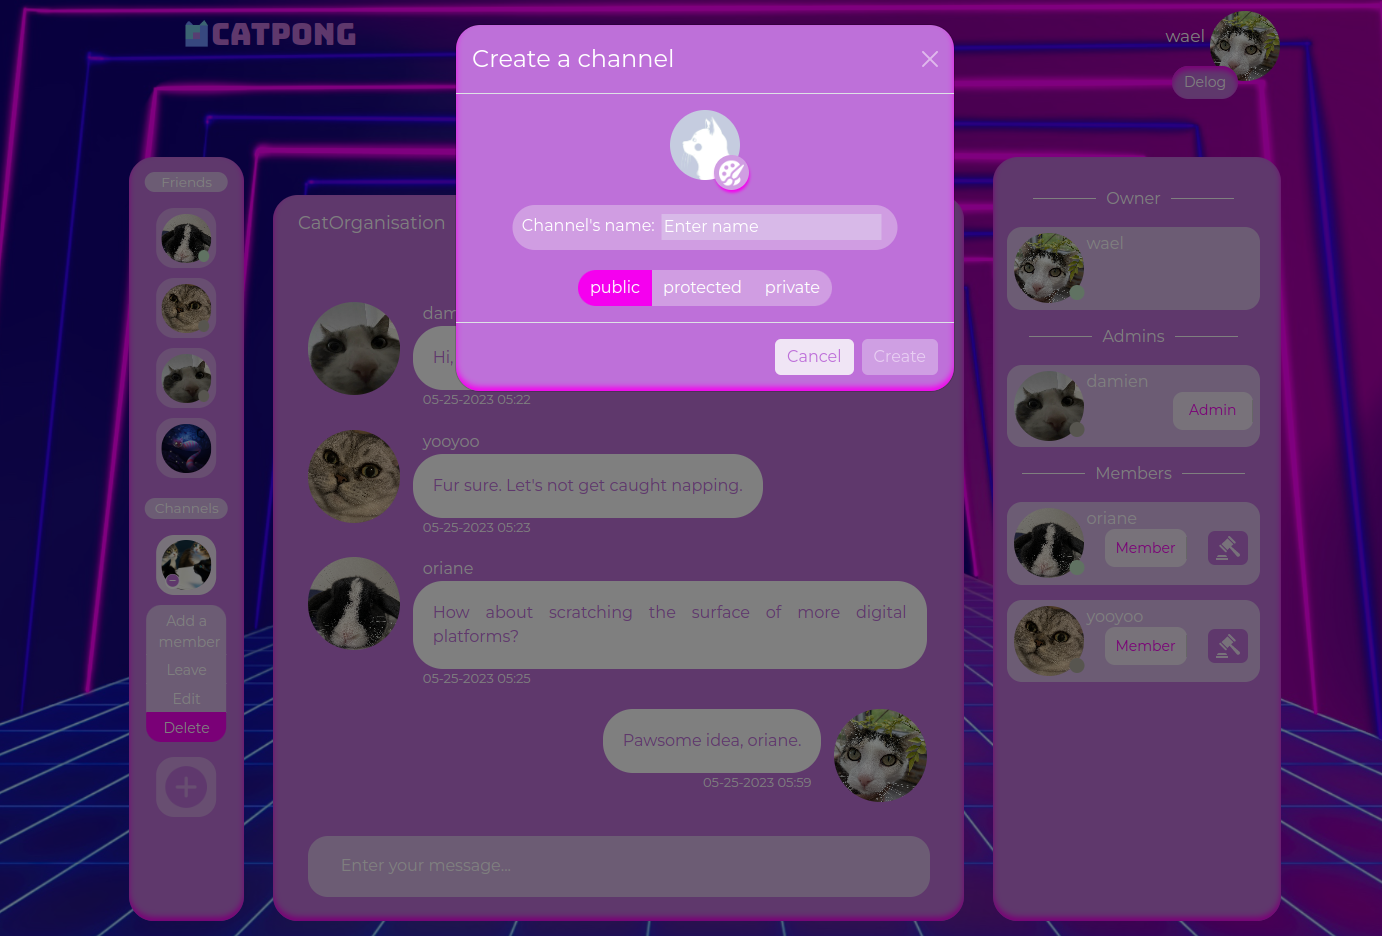 CATPONG
wael
Delog
Create a channel
Channel's name: Enter name
public protected private
Cancel Create
Friends
Channels
Add a
member
Leave
Edit
Delete
CatOrganisation
dam
Hi,
05-25-2023 05:22
yooyoo
Fur sure. Let's not get caught napping.
05-25-2023 05:23
oriane
How about scratching the surface of more digital
platforms?
05-25-2023 05:25
Pawsome idea, oriane.
05-25-2023 05:59
Enter your message...
Owner
wael
Admins
damien
Admin
Members
oriane
Member
yooyoo
Member